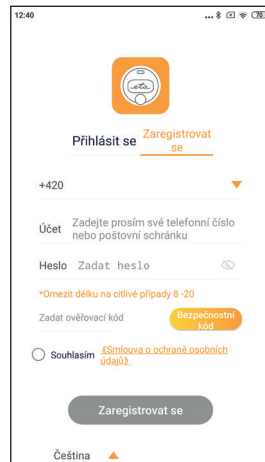 12:40 ... 70
eta
Přihlásit se Zaregistrovat
se
+420
Účet Zadejte prosím své telefonní číslo
nebo poštovní schránku
Heslo Zadat heslo
*Omezit délku na citlivé případy 8 -20
Zadat ověřovací kód Bezpečnostní
kód
Souhlasím 《Smlouva o ochraně osobních
údajů》
Zaregistrovat se
Čeština